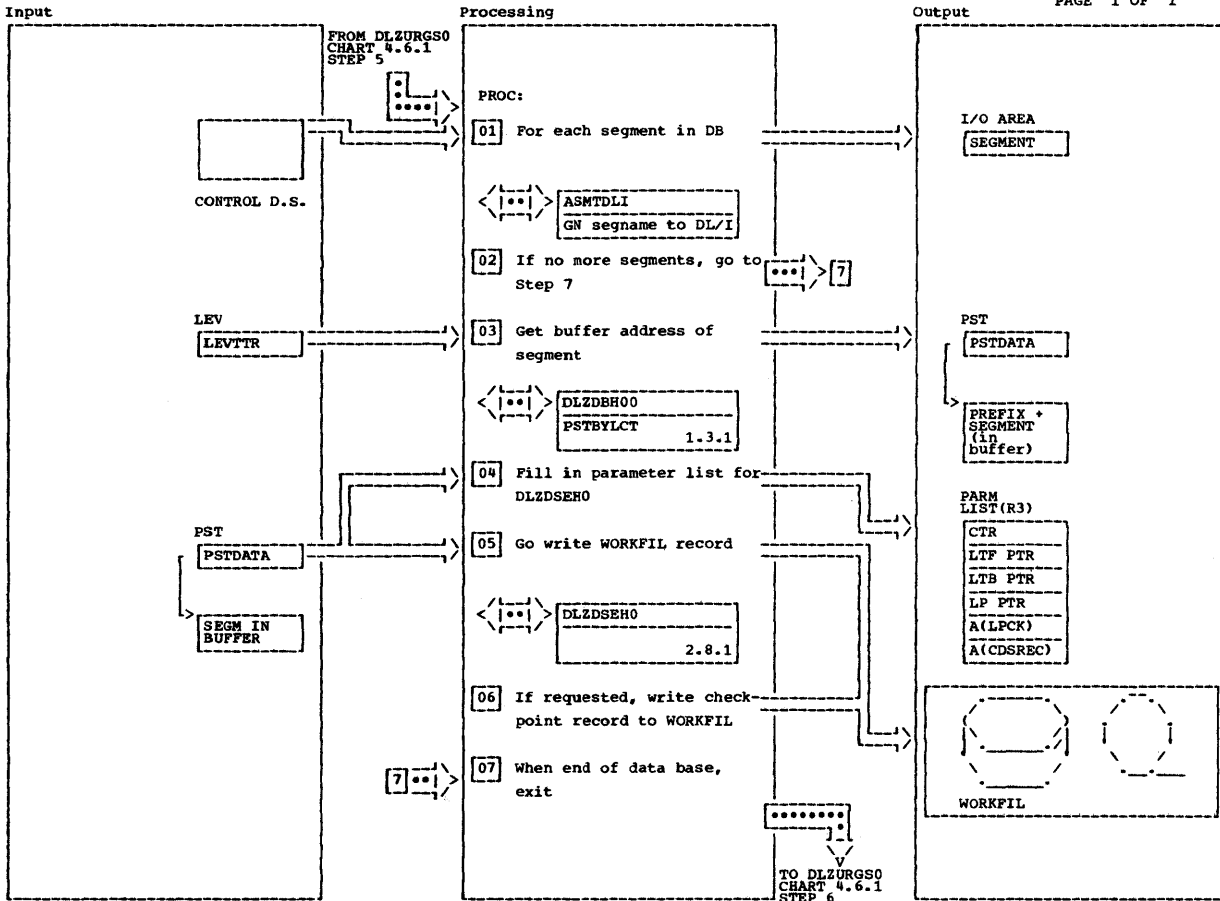 PAGE 1 OF 1
Input
Processing
Output
FROM DLZURGS0
CHART 4.6.1
STEP 5
PROC:
01 For each segment in DB
I/O AREA
SEGMENT
CONTROL D.S.
ASMTDLI
GN segname to DL/I
02 If no more segments, go to
Step 7
7
LEV
LEVTTR
03 Get buffer address of
segment
PST
PSTDATA
DLZDBH00
PSTBYLCT
1.3.1
PREFIX +
SEGMENT
(in
buffer)
04 Fill in parameter list for
DLZDSEH0
PARM
LIST(R3)
CTR
LTF PTR
LTB PTR
LP PTR
A(LPCK)
A(CDSREC)
PST
PSTDATA
05 Go write WORKFIL record
SEGM IN
BUFFER
DLZDSEH0
2.8.1
06 If requested, write check-
point record to WORKFIL
7
07 When end of data base,
exit
WORKFIL
TO DLZURGS0
CHART 4.6.1
STEP 6